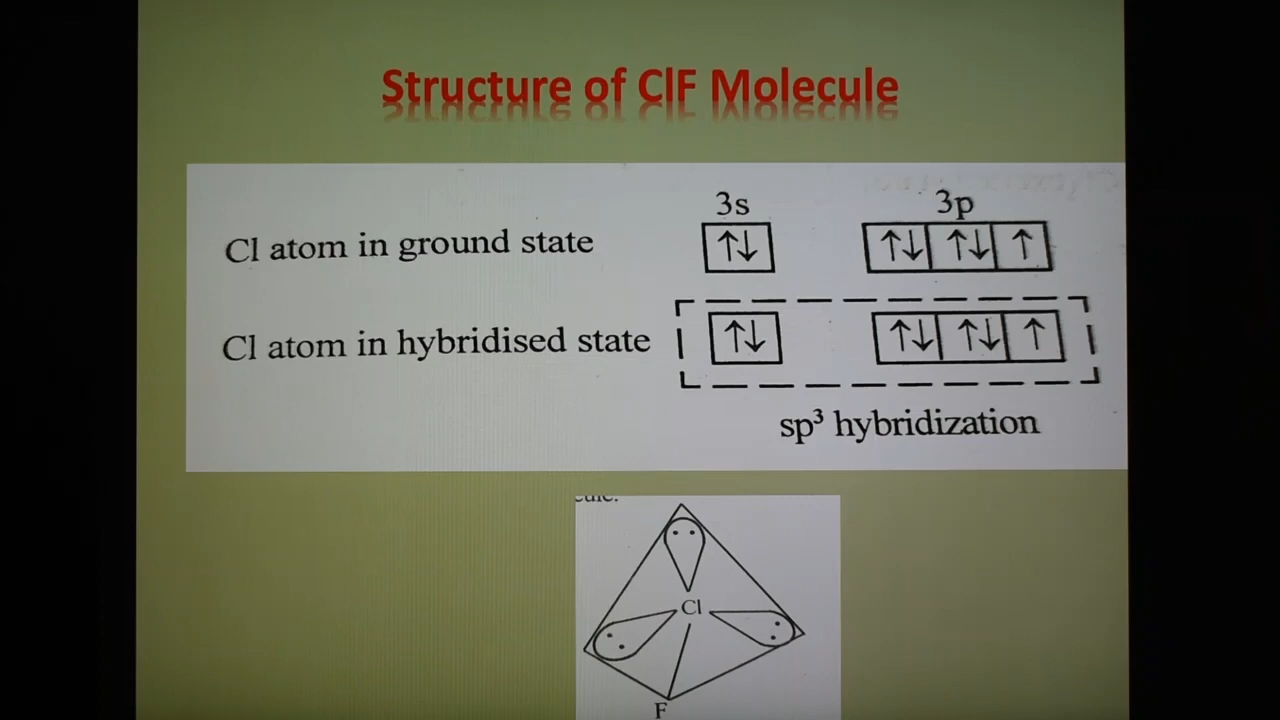 Structure of ClF Molecule
3s 3p
Cl atom in ground state ↑↓ ↑↓ ↑↓ ↑
Cl atom in hybridised state ↑↓ ↑↓ ↑↓ ↑
sp³ hybridization
Cl
F